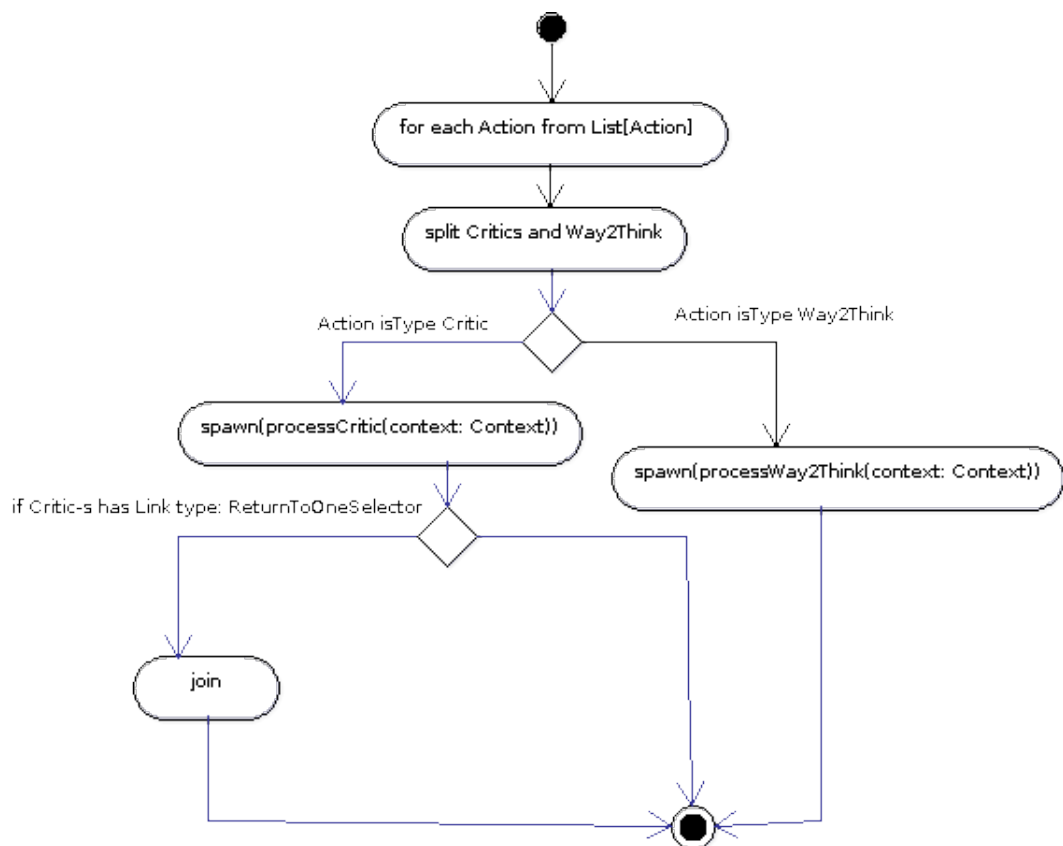 for each Action from List[Action]
split Critics and Way2Think
Action isType Critic
Action isType Way2Think
spawn(processCritic(context: Context))
spawn(processWay2Think(context: Context))
if Critic-s has Link type: ReturnToOneSelector
join